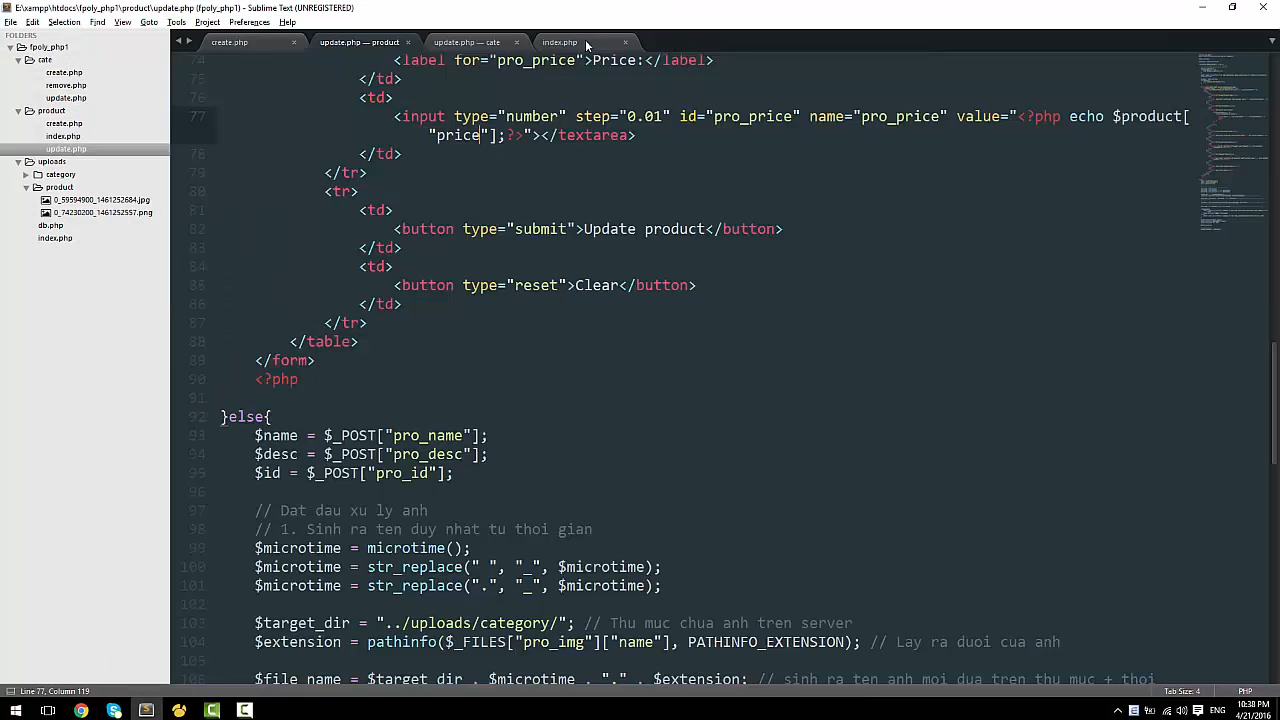 E:\xampp\htdocs\fpoly_php1\product\update.php (fpoly_php1) - Sublime Text (UNREGISTERED)
File Edit Selection Find View Goto Tools Project Preferences Help
FOLDERS
fpoly_php1
cate
create.php
remove.php
update.php
product
create.php
index.php
update.php
uploads
category
product
0_59594900_1461252684.jpg
0_74230200_1461252557.png
db.php
index.php
create.php
update.php — product
update.php — cate
index.php
74 <label for="pro_price">Price:</label>
75 </td>
76 <td>
77 <input type="number" step="0.01" id="pro_price" name="pro_price" value="<?php echo $product[
"price"];?>"></textarea>
78 </td>
79 </tr>
80 <tr>
81 <td>
82 <button type="submit">Update product</button>
83 </td>
84 <td>
85 <button type="reset">Clear</button>
86 </td>
87 </tr>
88 </table>
89 </form>
90 <?php
91
92 }else{
93 $name = $_POST["pro_name"];
94 $desc = $_POST["pro_desc"];
95 $id = $_POST["pro_id"];
96
97 // Dat dau xu ly anh
98 // 1. Sinh ra ten duy nhat tu thoi gian
99 $microtime = microtime();
100 $microtime = str_replace(" ", "_", $microtime);
101 $microtime = str_replace(".", "_", $microtime);
102
103 $target_dir = "../uploads/category/"; // Thu muc chua anh tren server
104 $extension = pathinfo($_FILES["pro_img"]["name"], PATHINFO_EXTENSION); // Lay ra duoi cua anh
105
106 $file_name = $target_dir . $microtime . "." . $extension; // sinh ra ten anh moi dua tren thu muc + thoi
Line 77, Column 119
Tab Size: 4
PHP
ENG
10:38 PM
4/21/2016